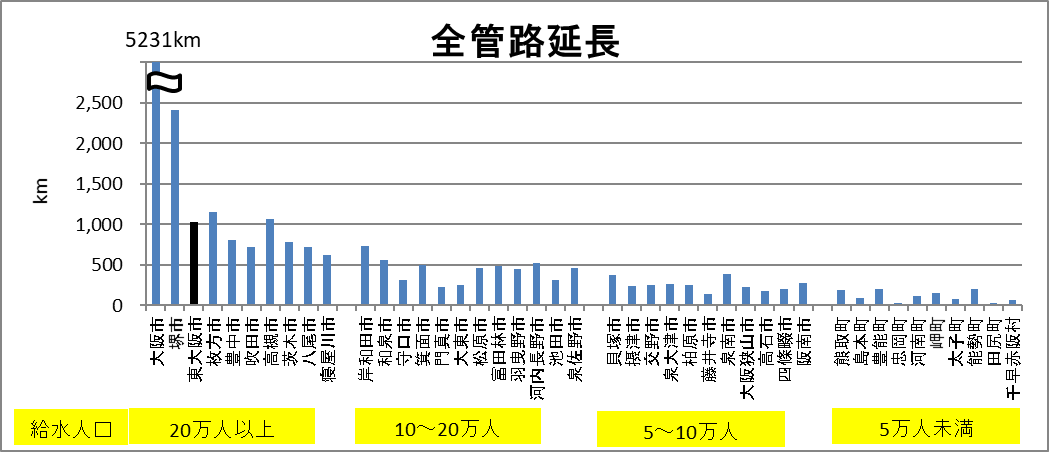 全管路延長
5231km
km
2,500
2,000
1,500
1,000
500
0
大阪市
堺市
東大阪市
枚方市
豊中市
吹田市
高槻市
茨木市
八尾市
寝屋川市
岸和田市
和泉市
守口市
箕面市
門真市
大東市
松原市
富田林市
羽曳野市
河内長野市
池田市
泉佐野市
貝塚市
摂津市
交野市
泉大津市
柏原市
藤井寺市
泉南市
大阪狭山市
高石市
四條畷市
阪南市
熊取町
島本町
豊能町
忠岡町
河南町
岬町
太子町
能勢町
田尻町
千早赤阪村
給水人口
20万人以上
10～20万人
5～10万人
5万人未満